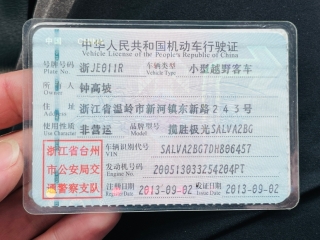 中华人民共和国机动车行驶证
Vehicle License of the People's Republic of China
号牌号码 浙JE011R 车辆类型 小型越野客车
Plate No. Vehicle Type
所有人 钟高坡
Owner
住址 浙江省温岭市新河镇东新路243号
Address
使用性质 非营运 品牌型号 揽胜极光SALVA2BG
Use Character Model
浙江省台州市公安局交通警察支队
车辆识别代号 SALVA2BG7DH806457
VIN
发动机号码 200513033254204PT
Engine No.
注册日期 2013-09-02 发证日期 2013-09-02
Register Date Issue Date